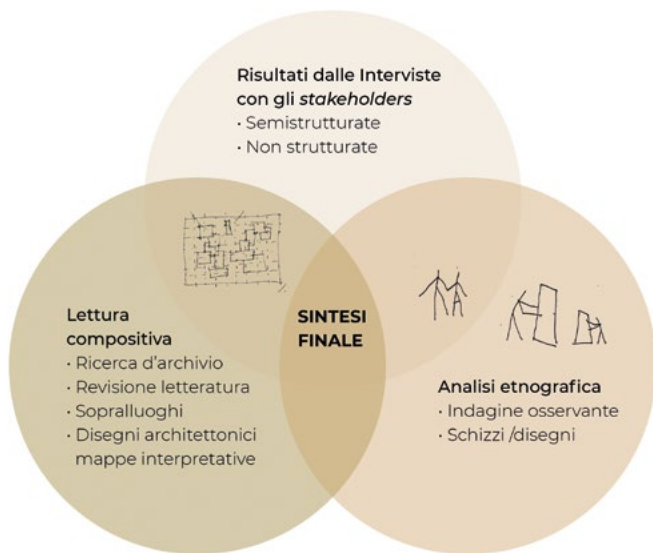 Risultati dalle Interviste
con gli stakeholders
· Semistrutturate
· Non strutturate
Lettura
compositiva
· Ricerca d'archivio
· Revisione letteratura
· Sopralluoghi
· Disegni architettonici
mappe interpretative
SINTESI
FINALE
Analisi etnografica
· Indagine osservante
· Schizzi /disegni